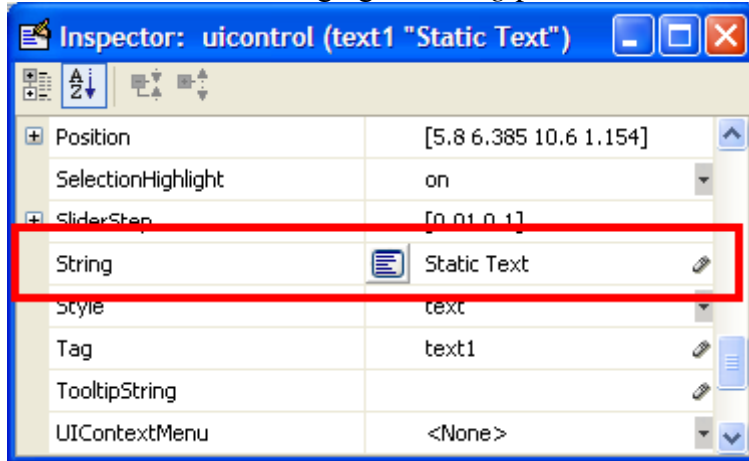 Inspector: uicontrol (text1 "Static Text")
Position [5.8 6.385 10.6 1.154]
SelectionHighlight on
SliderStep [0.01 0.1]
String Static Text
Style text
Tag text1
TooltipString
UIContextMenu <None>